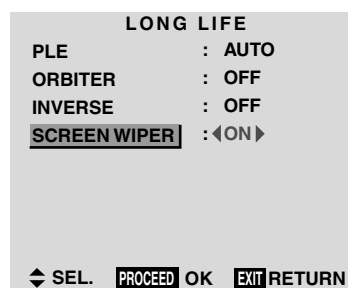 LONG LIFE
PLE : AUTO
ORBITER : OFF
INVERSE : OFF
SCREEN WIPER : ◀ON▶
SEL. PROCEED OK EXIT RETURN